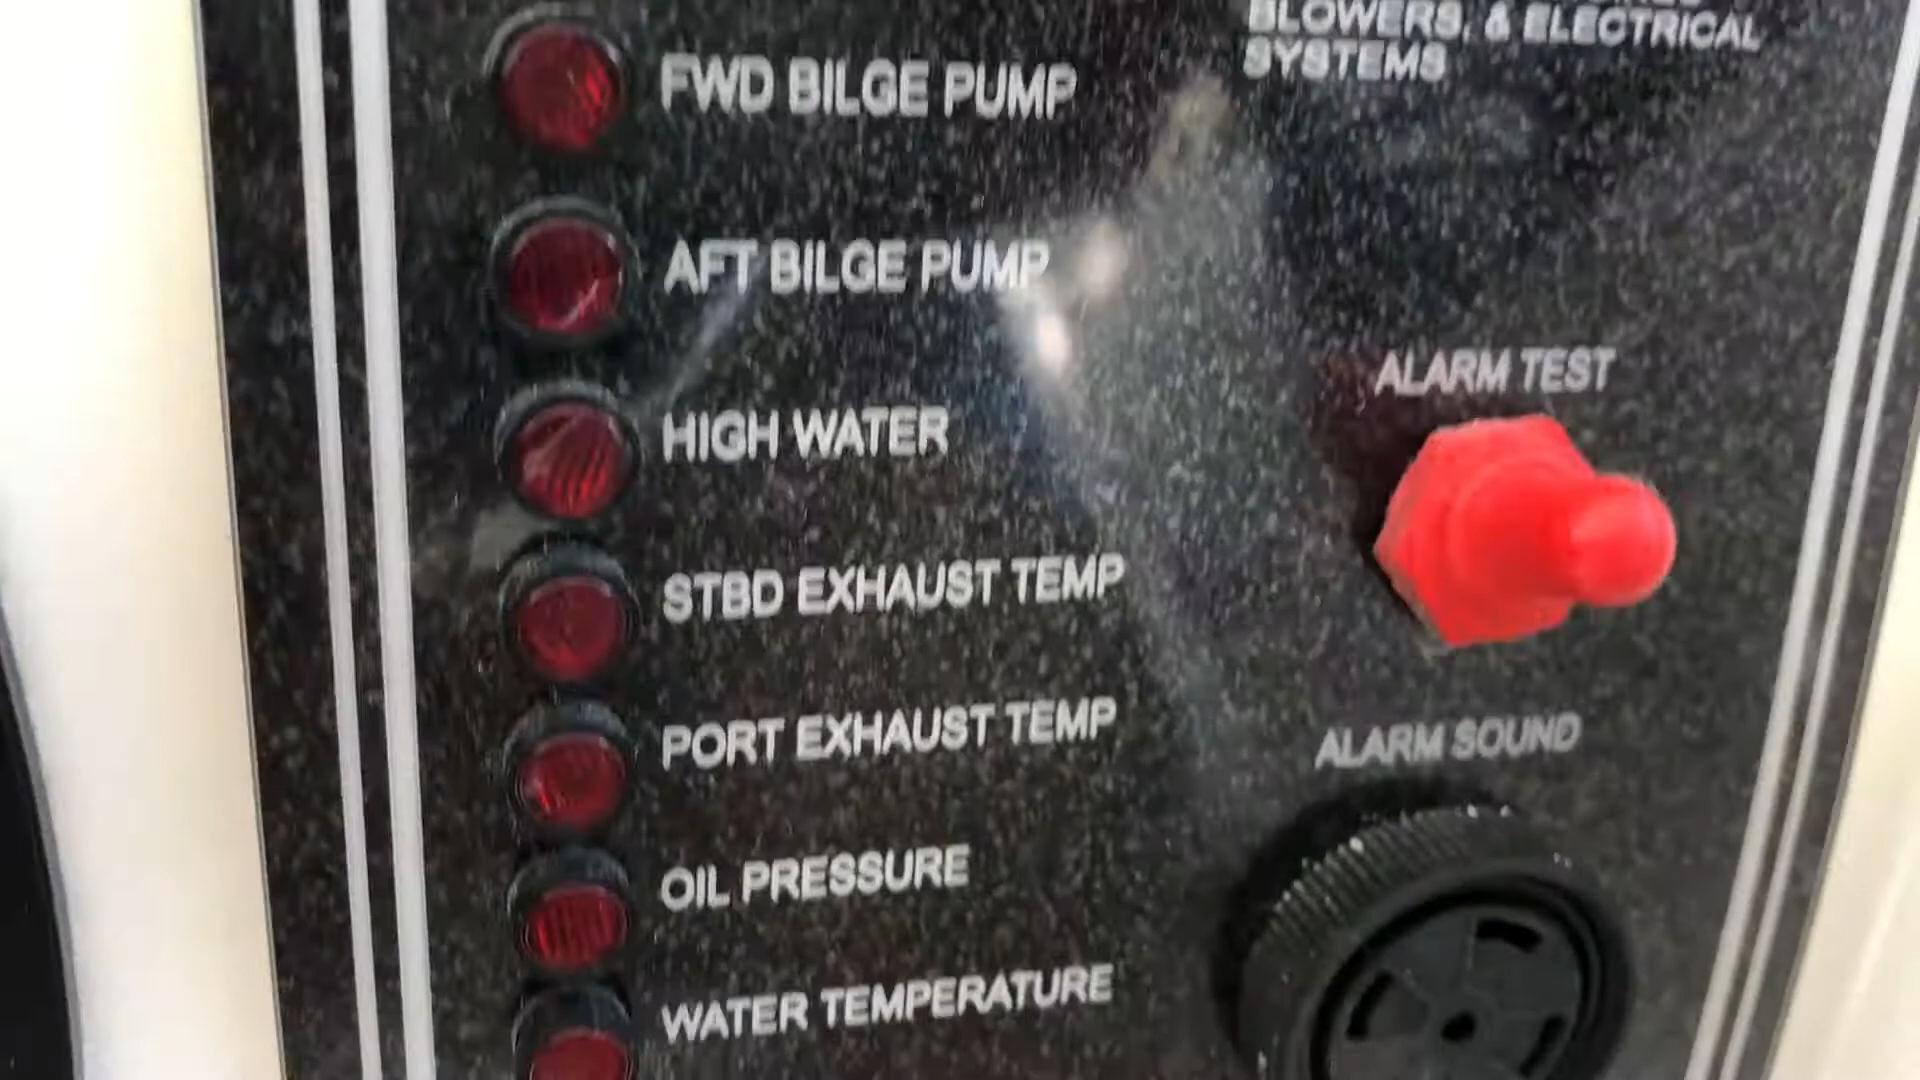 BLOWERS, & ELECTRICAL
SYSTEMS
FWD BILGE PUMP
AFT BILGE PUMP
HIGH WATER
ALARM TEST
STBD EXHAUST TEMP
PORT EXHAUST TEMP
ALARM SOUND
OIL PRESSURE
WATER TEMPERATURE